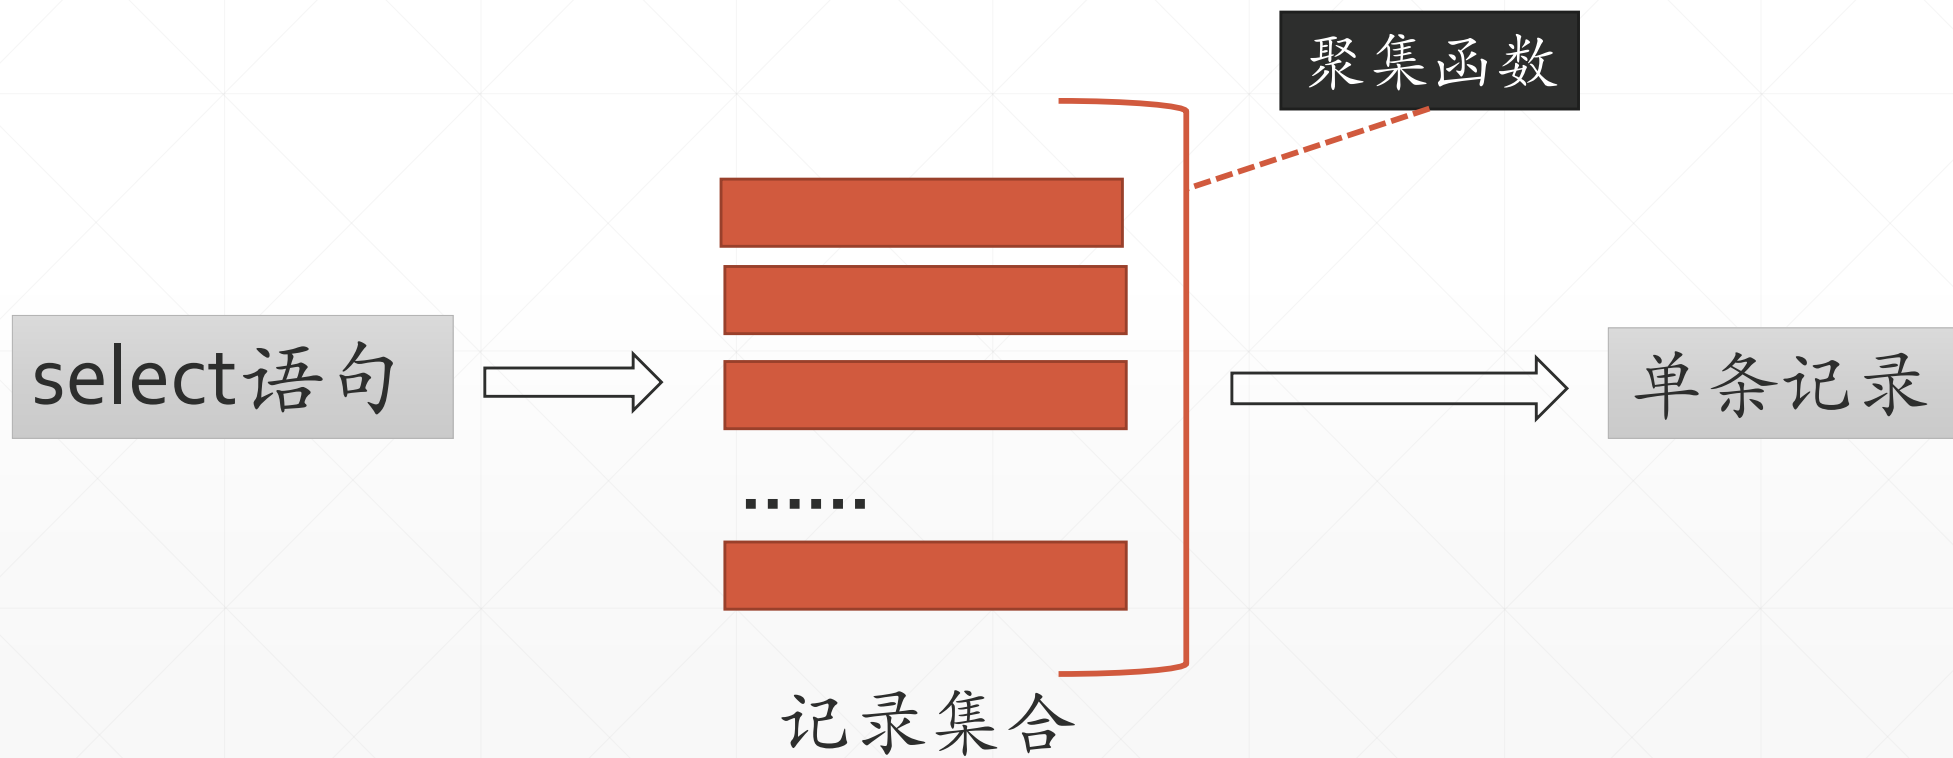 聚集函数
select语句
......
单条记录
记录集合